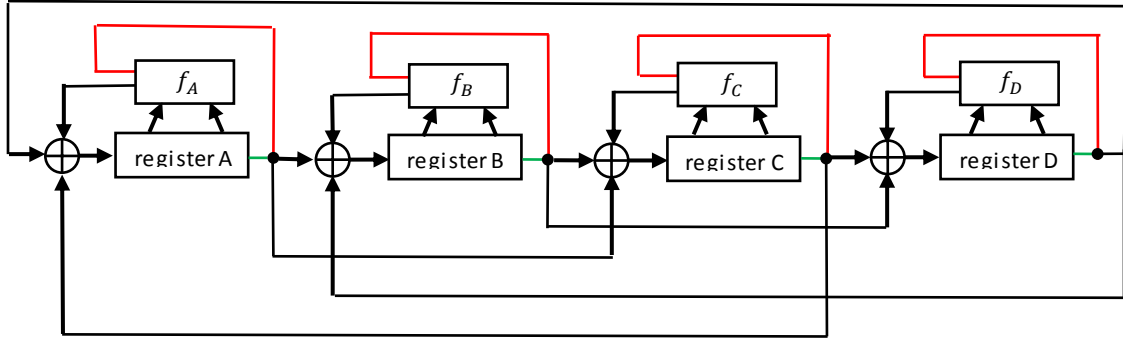 f_A
f_B
f_C
f_D
register A
register B
register C
register D